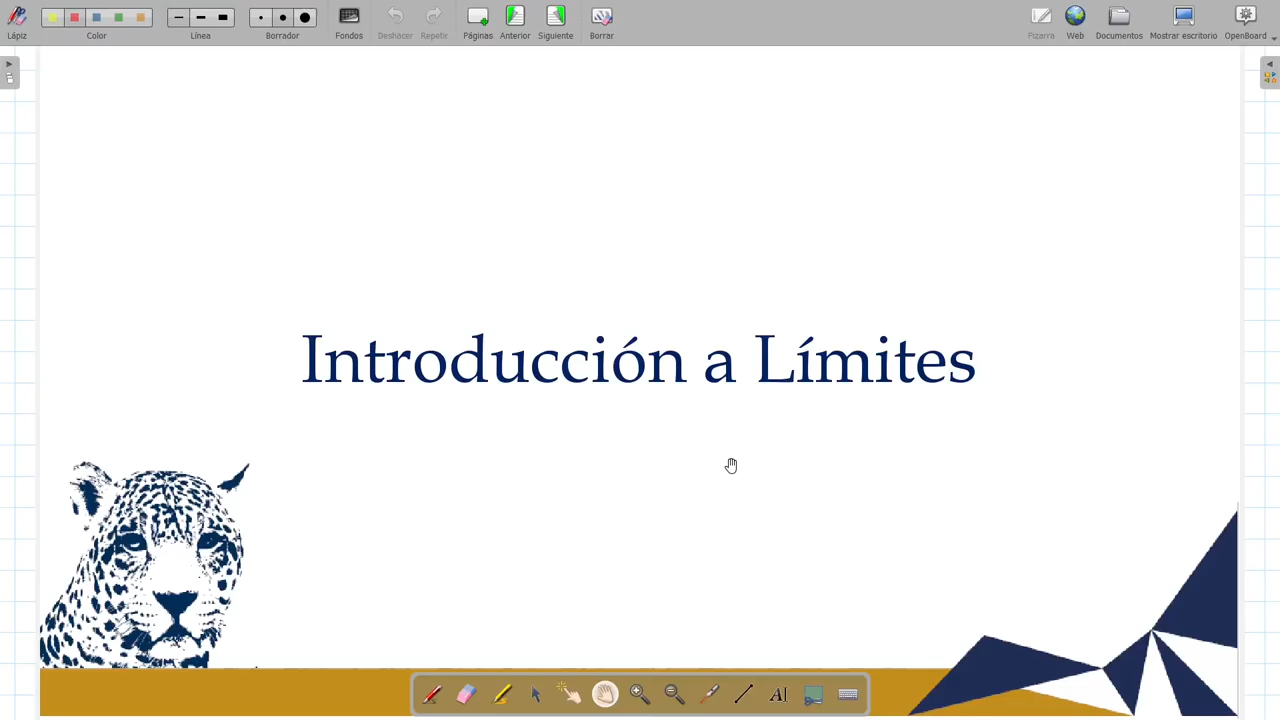 Lápiz Color Línea Borrador Fondos Deshacer Repetir Páginas Anterior Siguiente Borrar Pizarra Web Documentos Mostrar escritorio OpenBoard
Introducción a Límites
AI